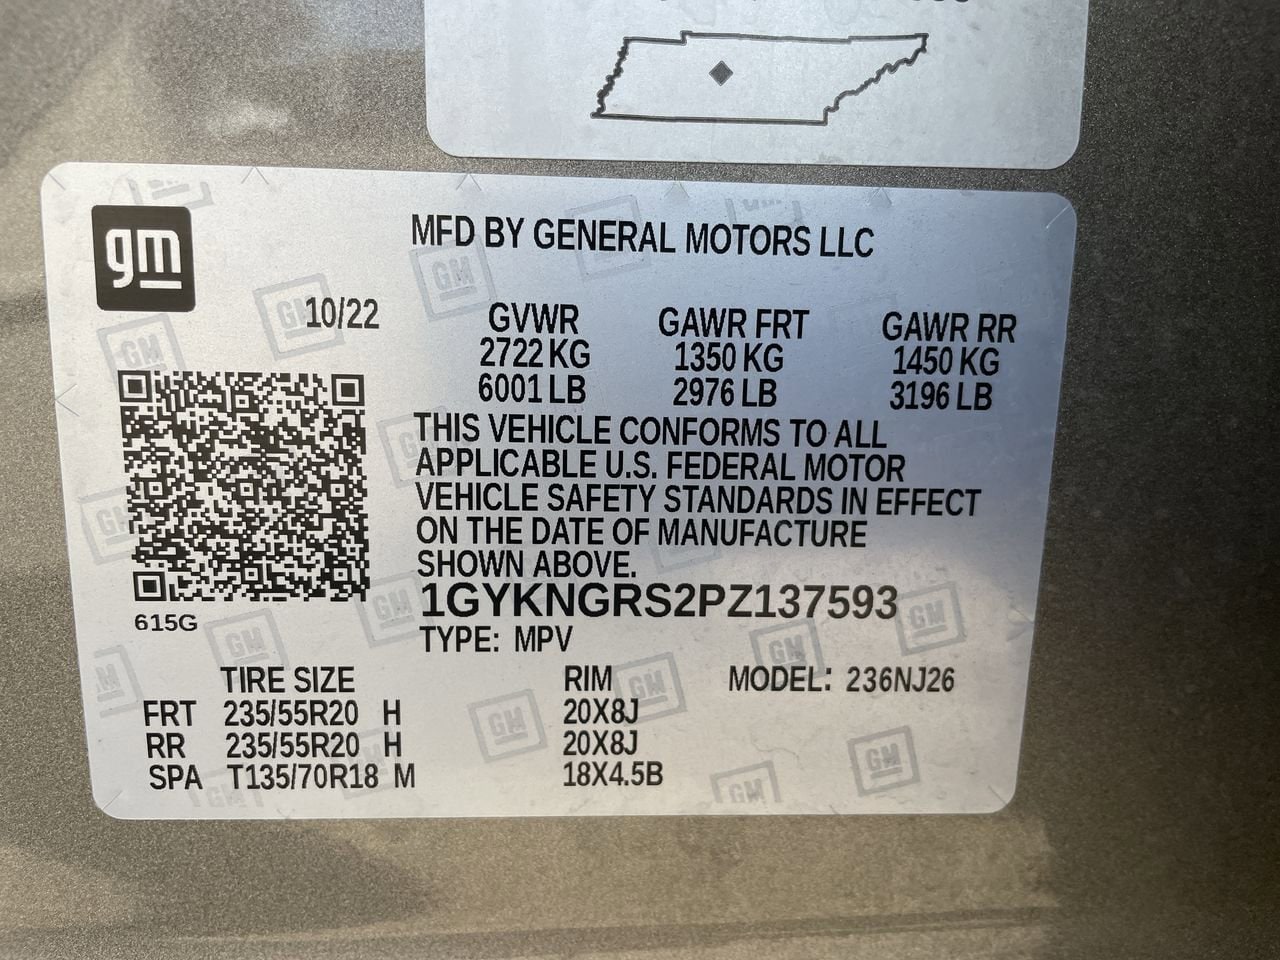 gm
MFD BY GENERAL MOTORS LLC
10/22
GVWR GAWR FRT GAWR RR
2722 KG 1350 KG 1450 KG
6001 LB 2976 LB 3196 LB
THIS VEHICLE CONFORMS TO ALL
APPLICABLE U.S. FEDERAL MOTOR
VEHICLE SAFETY STANDARDS IN EFFECT
ON THE DATE OF MANUFACTURE
SHOWN ABOVE.
1GYKNGRS2PZ137593
615G
TYPE: MPV
TIRE SIZE RIM MODEL: 236NJ26
FRT 235/55R20 H 20X8J
RR 235/55R20 H 20X8J
SPA T135/70R18 M 18X4.5B